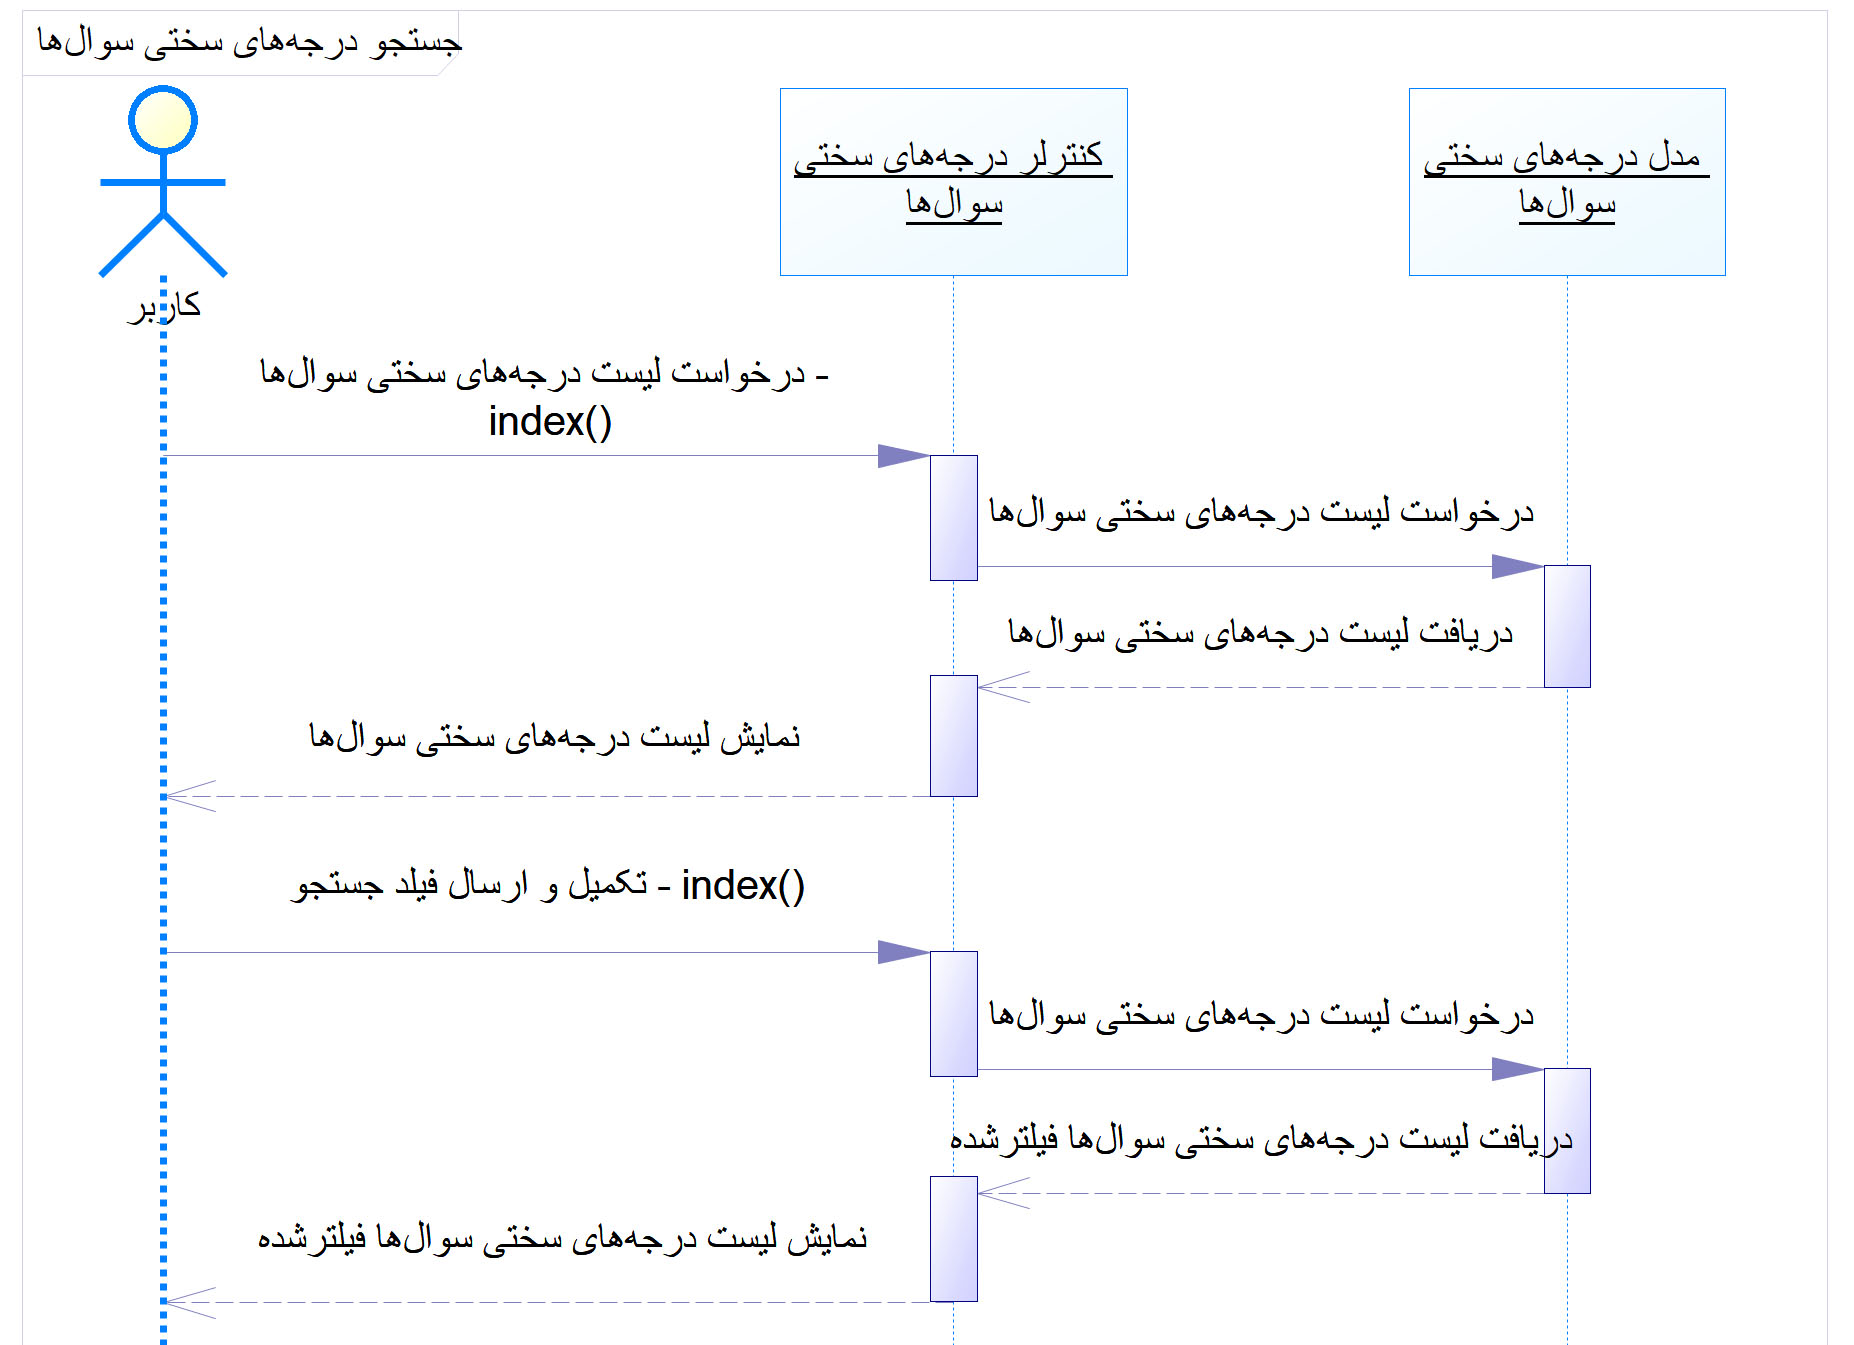 جستجو درجه‌های سختی سوال‌ها
کنترلر درجه‌های سختی
سوال‌ها
مدل درجه‌های سختی
سوال‌ها
کاربر
درخواست لیست درجه‌های سختی سوال‌ها -
index()
درخواست لیست درجه‌های سختی سوال‌ها
دریافت لیست درجه‌های سختی سوال‌ها
نمایش لیست درجه‌های سختی سوال‌ها
index() - تکمیل و ارسال فیلد جستجو
درخواست لیست درجه‌های سختی سوال‌ها
دریافت لیست درجه‌های سختی سوال‌ها فیلترشده
نمایش لیست درجه‌های سختی سوال‌ها فیلترشده